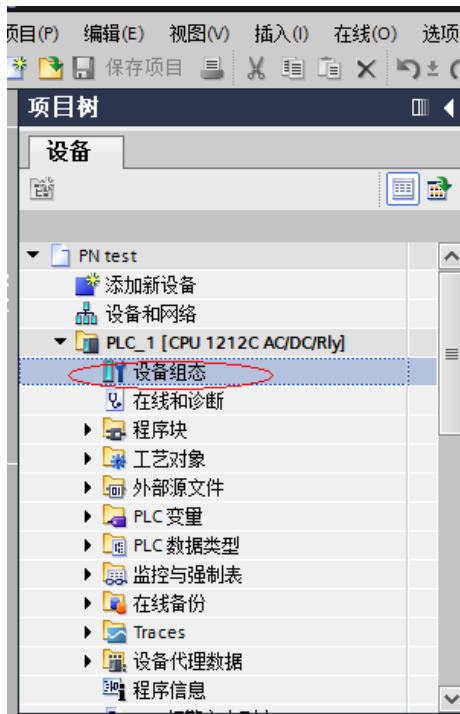 项目(P) 编辑(E) 视图(V) 插入(I) 在线(O) 选项
保存项目
项目树
设备
PN test
添加新设备
设备和网络
PLC_1 [CPU 1212C AC/DC/Rly]
设备组态
在线和诊断
程序块
工艺对象
外部源文件
PLC 变量
PLC 数据类型
监控与强制表
在线备份
Traces
设备代理数据
程序信息